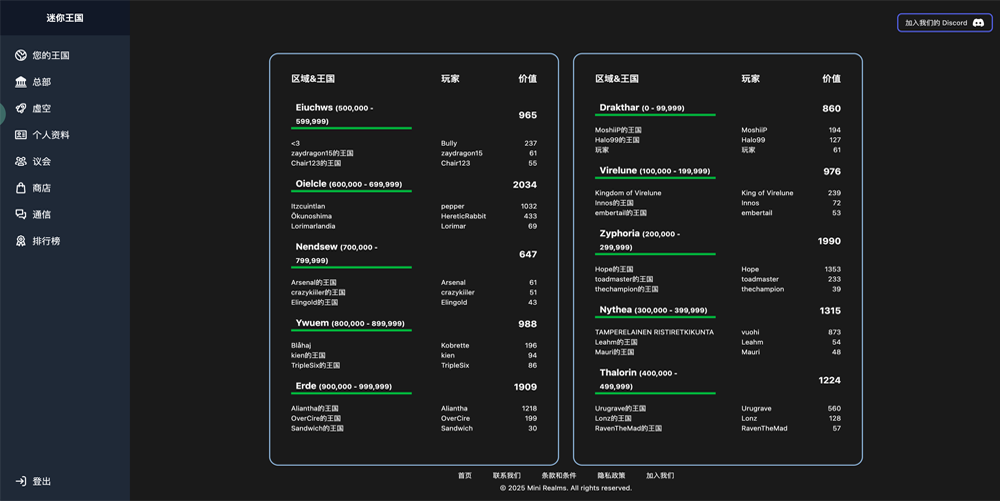 迷你王国
您的王国
总部
虚空
个人资料
议会
商店
通信
排行榜
登出
加入我们的 Discord
区域&王国 玩家 价值
Eiuchws (500,000 -
599,999) 965
<3 Bully 237
zaydragon15的王国 zaydragon15 61
Chair123的王国 Chair123 55
Oielcle (600,000 - 699,999) 2034
Itzcuintlan pepper 1032
Ōkunoshima HereticRabbit 433
Lorimarlandia Lorimar 69
Nendsew (700,000 -
799,999) 647
Arsenal的王国 Arsenal 61
crazykiiler的王国 crazykiiler 51
Elingold的王国 Elingold 43
Ywuem (800,000 - 899,999) 988
Blåhaj Kobrette 196
kien的王国 kien 94
TripleSix的王国 TripleSix 86
Erde (900,000 - 999,999) 1909
Aliantha的王国 Aliantha 1218
OverCire的王国 OverCire 199
Sandwich的王国 Sandwich 30
区域&王国 玩家 价值
Drakthar (0 - 99,999) 860
MoshiiP的王国 MoshiiP 194
Halo99的王国 Halo99 127
玩家 玩家 61
Virelune (100,000 - 199,999) 976
Kingdom of Virelune King of Virelune 239
Innos的王国 Innos 72
embertail的王国 embertail 53
Zyphoria (200,000 -
299,999) 1990
Hope的王国 Hope 1353
toadmaster的王国 toadmaster 233
thechampion的王国 thechampion 39
Nythea (300,000 - 399,999) 1315
TAMPERELAINEN RISTIRETKIKUNTA vuohi 873
Leahm的王国 Leahm 54
Mauri的王国 Mauri 48
Thalorin (400,000 -
499,999) 1224
Urugrave的王国 Urugrave 560
Lonz的王国 Lonz 128
RavenTheMad的王国 RavenTheMad 57
首页 联系我们 条款和条件 隐私政策 加入我们
© 2025 Mini Realms. All rights reserved.